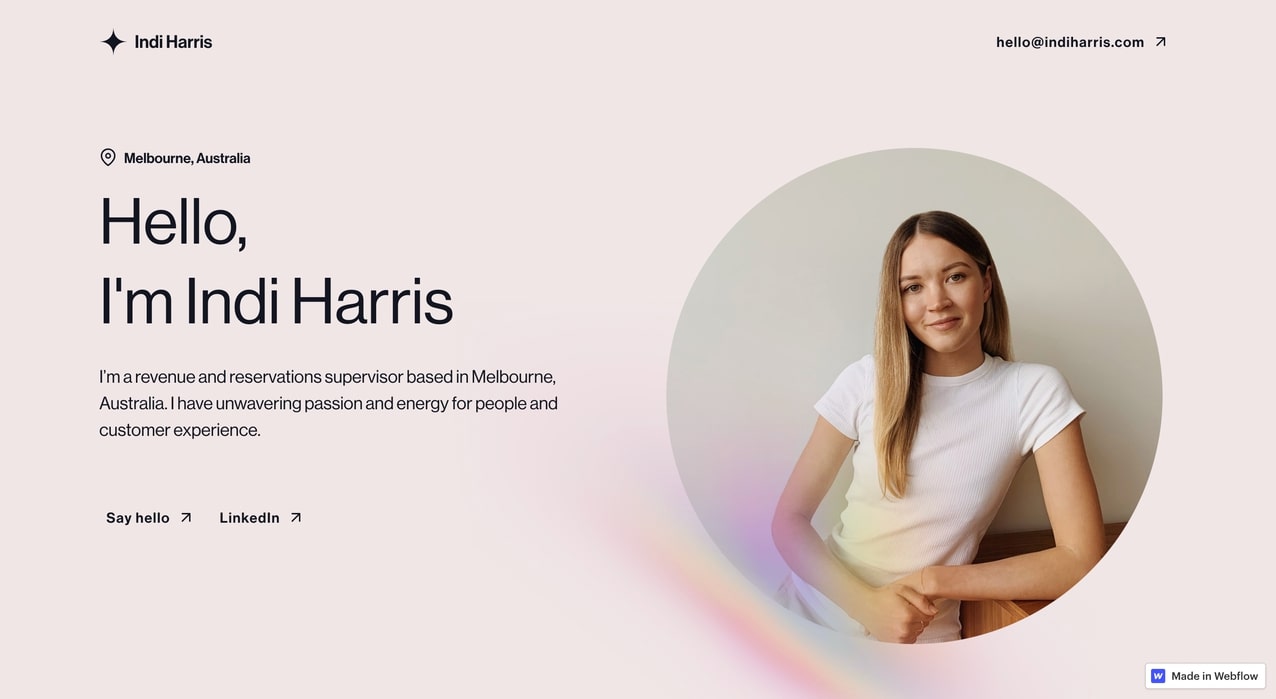 Indi Harris
hello@indiharris.com
Melbourne, Australia
Hello,
I'm Indi Harris
I'm a revenue and reservations supervisor based in Melbourne,
Australia. I have unwavering passion and energy for people and
customer experience.
Say hello
LinkedIn
Made in Webflow